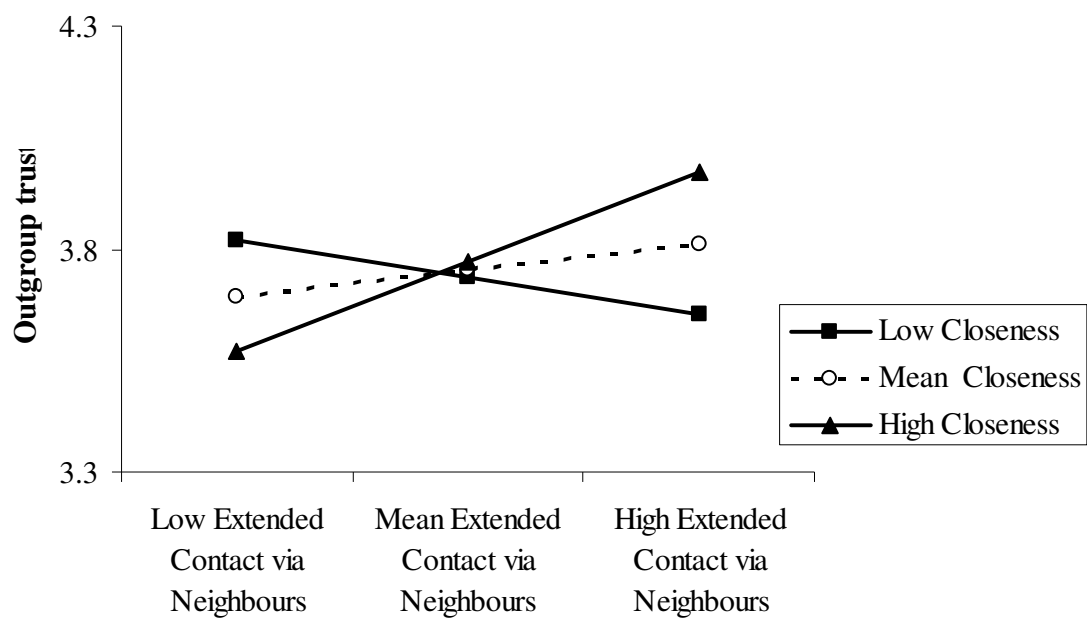 4.3
3.8
3.3
Outgroup trust
Low Extended
Contact via
Neighbours
Mean Extended
Contact via
Neighbours
High Extended
Contact via
Neighbours
Low Closeness
Mean Closeness
High Closeness